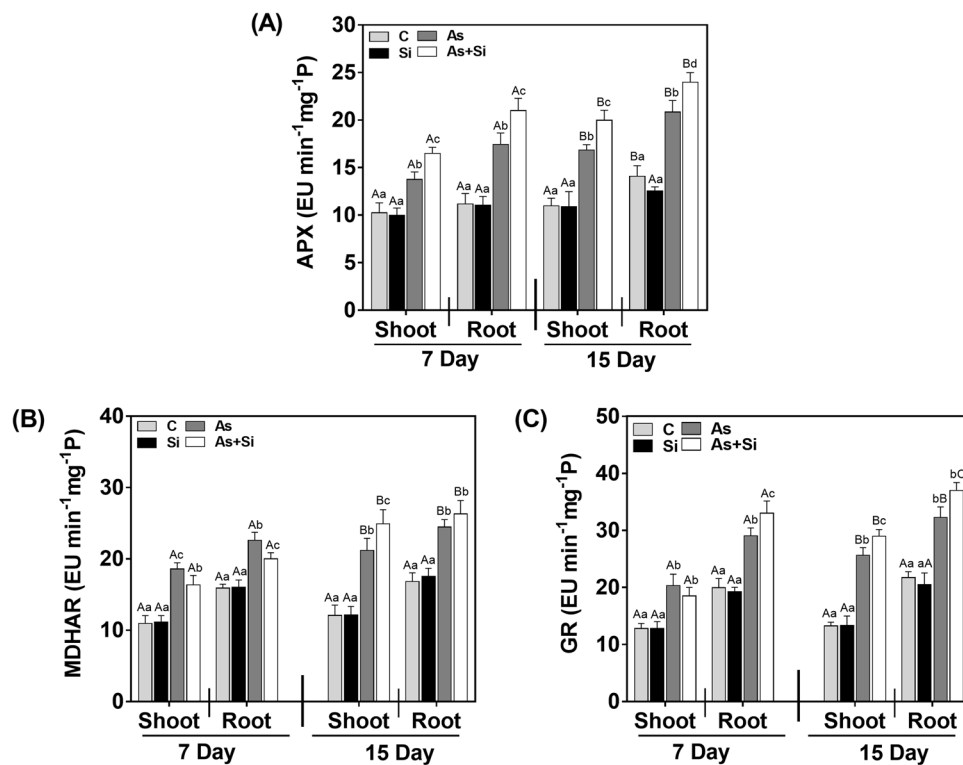 (A)
APX (EU min-1mg-1P)
30
25
20
15
10
5
0
C As
Si As+Si
Aa Aa Ab Ac Aa Aa Ab Ac Aa Aa Bb Bc Ba Aa Bb Bd
Shoot Root Shoot Root
7 Day 15 Day
(B)
MDHAR (EU min-1mg-1P)
40
30
20
10
0
C As
Si As+Si
Aa Aa Ac Ab Aa Aa Ab Ac Aa Aa Bb Bc Aa Aa Bb Bb
Shoot Root Shoot Root
7 Day 15 Day
(C)
GR (EU min-1mg-1P)
50
40
30
20
10
0
C As
Si As+Si
Aa Aa Ab Ab Aa Aa Ab Ac Aa Aa Bb Bc Aa aA bB bC
Shoot Root Shoot Root
7 Day 15 Day